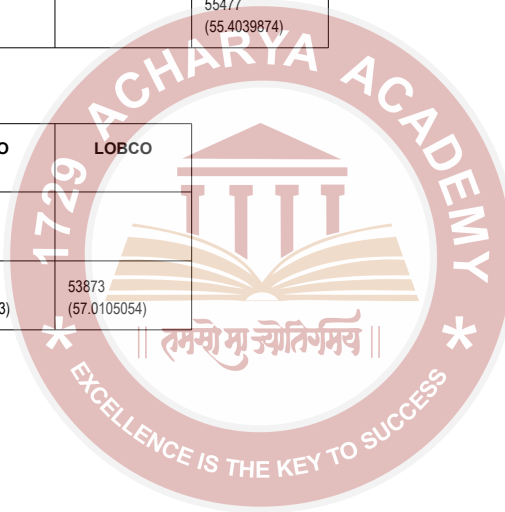 55477
(55.4039874)
O
LOBCO
53873
3)
(57.0105054)
1729 ACHARYA ACADEMY
|| तमसो मा ज्योतिर्गमय ||
* EXCELLENCE IS THE KEY TO SUCCESS *